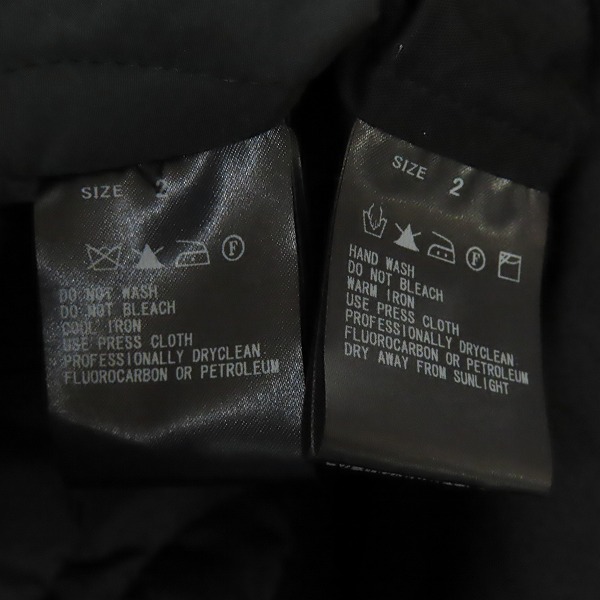 SIZE 2
F
DO NOT WASH
DO NOT BLEACH
COOL IRON
USE PRESS CLOTH
PROFESSIONALLY DRYCLEAN
FLUOROCARBON OR PETROLEUM
SIZE 2
F
HAND WASH
DO NOT BLEACH
WARM IRON
USE PRESS CLOTH
PROFESSIONALLY DRYCLEAN
FLUOROCARBON OR PETROLEUM
DRY AWAY FROM SUNLIGHT